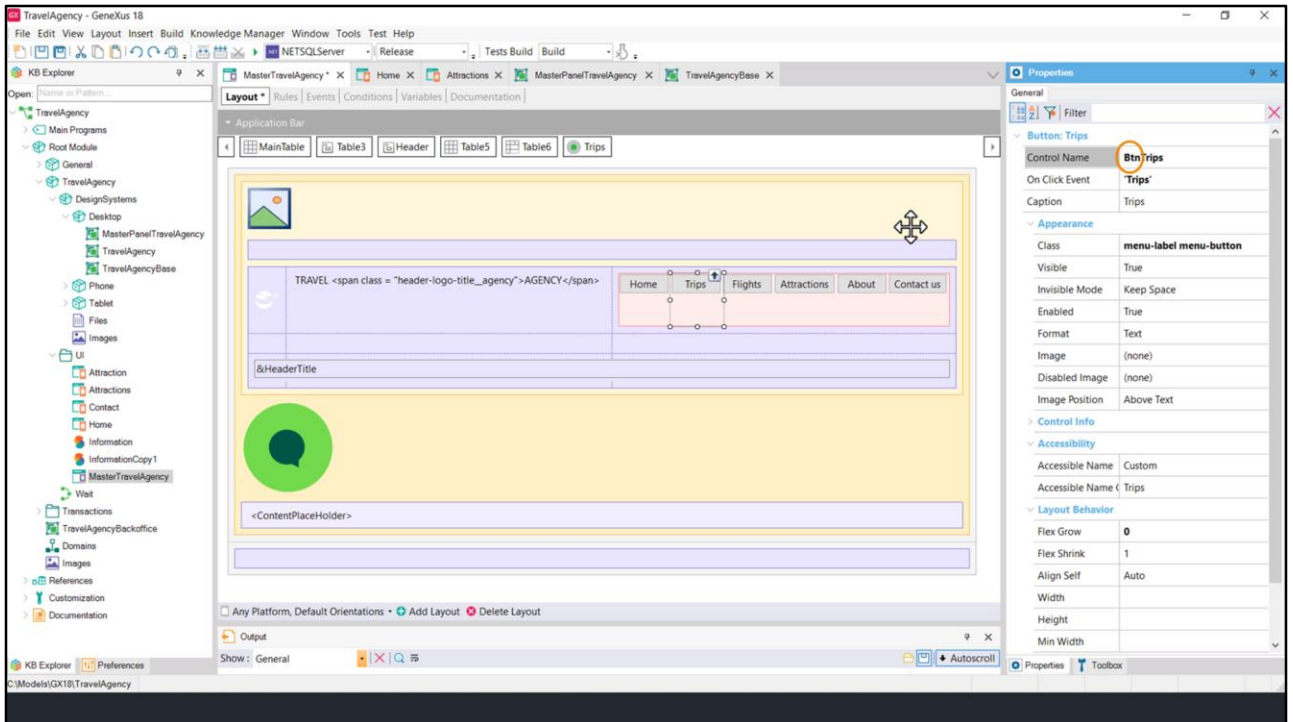 TravelAgency - GeneXus 18
File Edit View Layout Insert Build Knowledge Manager Window Tools Test Help
NETSQLServer Release Tests Build Build
KB Explorer
Open: Name or Pattern...
TravelAgency
Main Programs
Root Module
General
TravelAgency
DesignSystems
Desktop
MasterPanelTravelAgency
TravelAgency
TravelAgencyBase
Phone
Tablet
Files
Images
UI
Attraction
Attractions
Contact
Home
Information
InformationCopy1
MasterTravelAgency
Wait
Transactions
TravelAgencyBackoffice
Domains
Images
References
Customization
Documentation
KB Explorer Preferences
C:\Models\GX18\TravelAgency
MasterTravelAgency * X Home X Attractions X MasterPanelTravelAgency X TravelAgencyBase X
Layout * Rules Events Conditions Variables Documentation
Application Bar
MainTable Table3 Header Table5 Table6 Trips
TRAVEL <span class = "header-logo-title__agency">AGENCY</span>
Home Trips Flights Attractions About Contact us
&HeaderTitle
<ContentPlaceHolder>
Any Platform, Default Orientations Add Layout Delete Layout
Output
Show: General
Autoscroll
Properties
General
Filter
Button: Trips
Control Name BtnTrips
On Click Event 'Trips'
Caption Trips
Appearance
Class menu-label menu-button
Visible True
Invisible Mode Keep Space
Enabled True
Format Text
Image (none)
Disabled Image (none)
Image Position Above Text
Control Info
Accessibility
Accessible Name Custom
Accessible Name ( Trips
Layout Behavior
Flex Grow 0
Flex Shrink 1
Align Self Auto
Width
Height
Min Width
Properties Toolbox